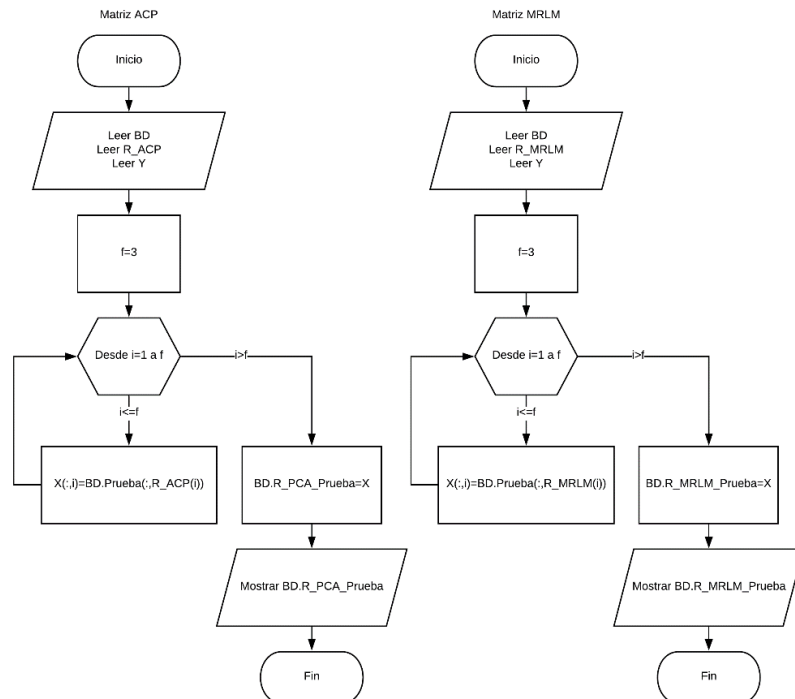 Matriz ACP
Inicio
Leer BD
Leer R_ACP
Leer Y
f=3
Desde i=1 a f
i>f
i<=f
X(:,i)=BD.Prueba(:,R_ACP(i))
BD.R_PCA_Prueba=X
Mostrar BD.R_PCA_Prueba
Fin
Matriz MRLM
Inicio
Leer BD
Leer R_MRLM
Leer Y
f=3
Desde i=1 a f
i>f
i<=f
X(:,i)=BD.Prueba(:,R_MRLM(i))
BD.R_MRLM_Prueba=X
Mostrar BD.R_MRLM_Prueba
Fin